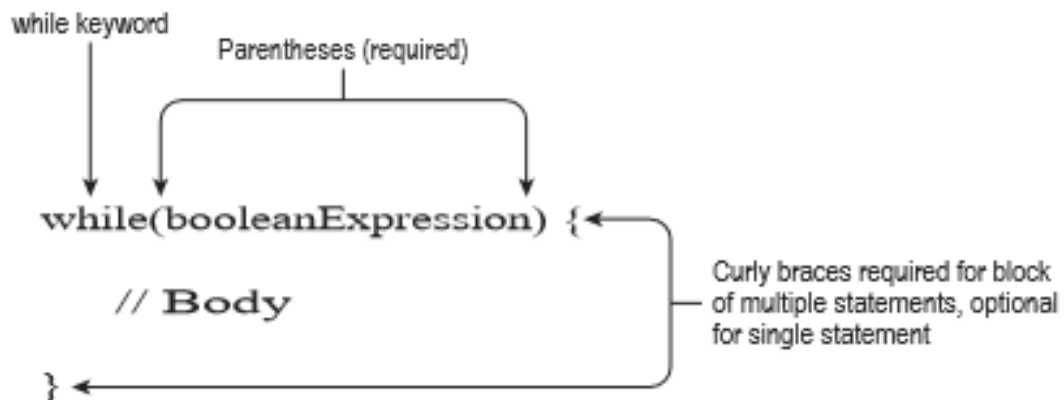 while keyword
Parentheses (required)
while(booleanExpression) {
// Body
Curly braces required for block
of multiple statements, optional
for single statement
}